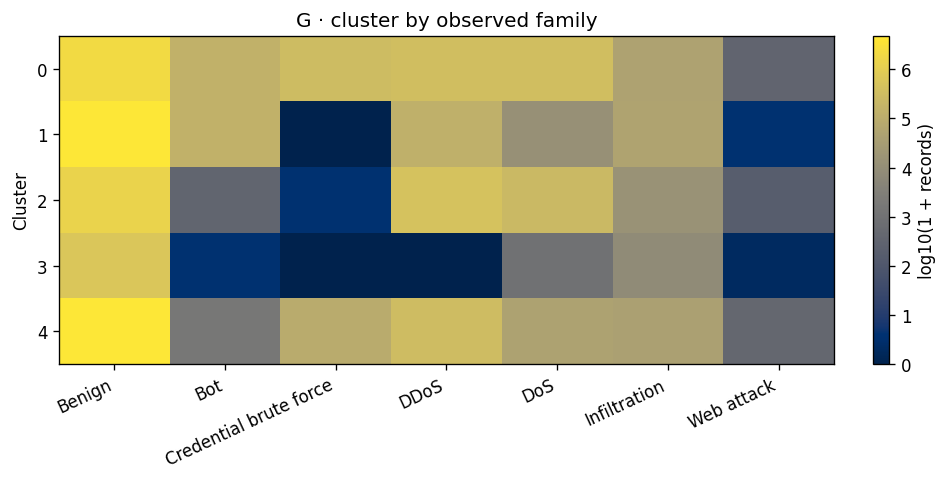 G · cluster by observed family
Cluster
0
1
2
3
4
Benign
Bot
Credential brute force
DDoS
DoS
Infiltration
Web attack
6
5
4
3
2
1
0
log10(1 + records)